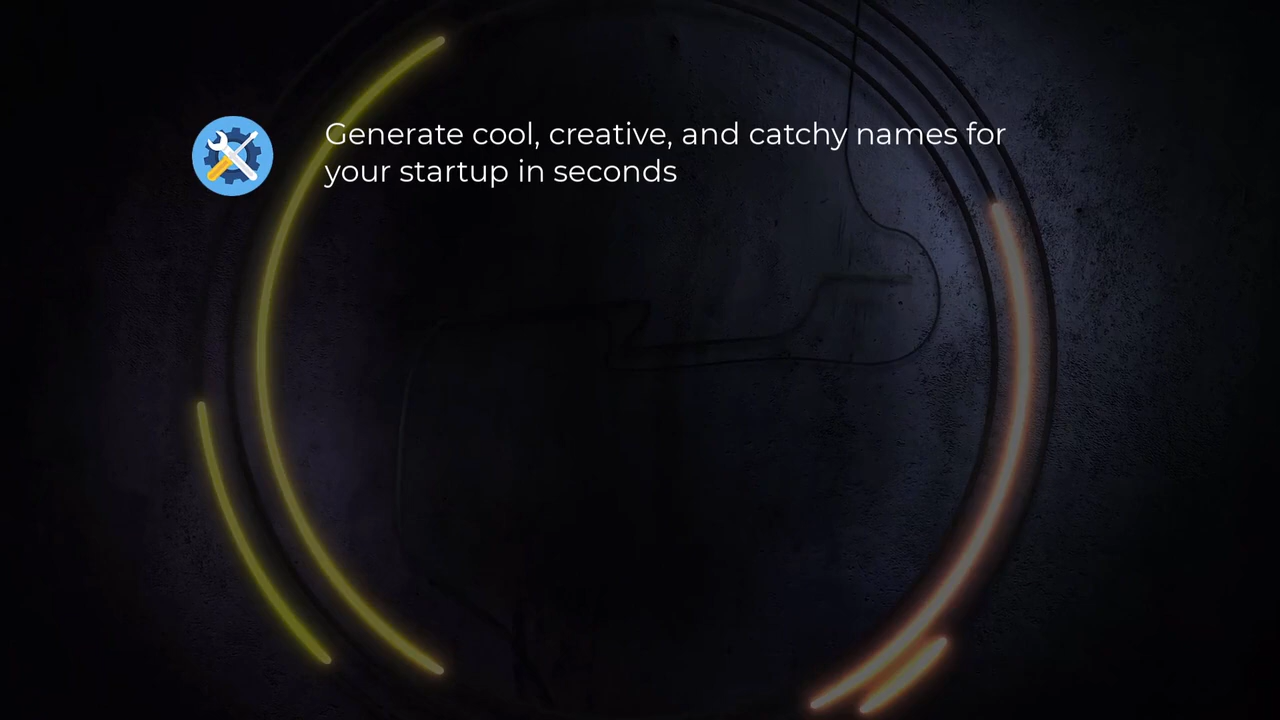 Generate cool, creative, and catchy names for
your startup in seconds